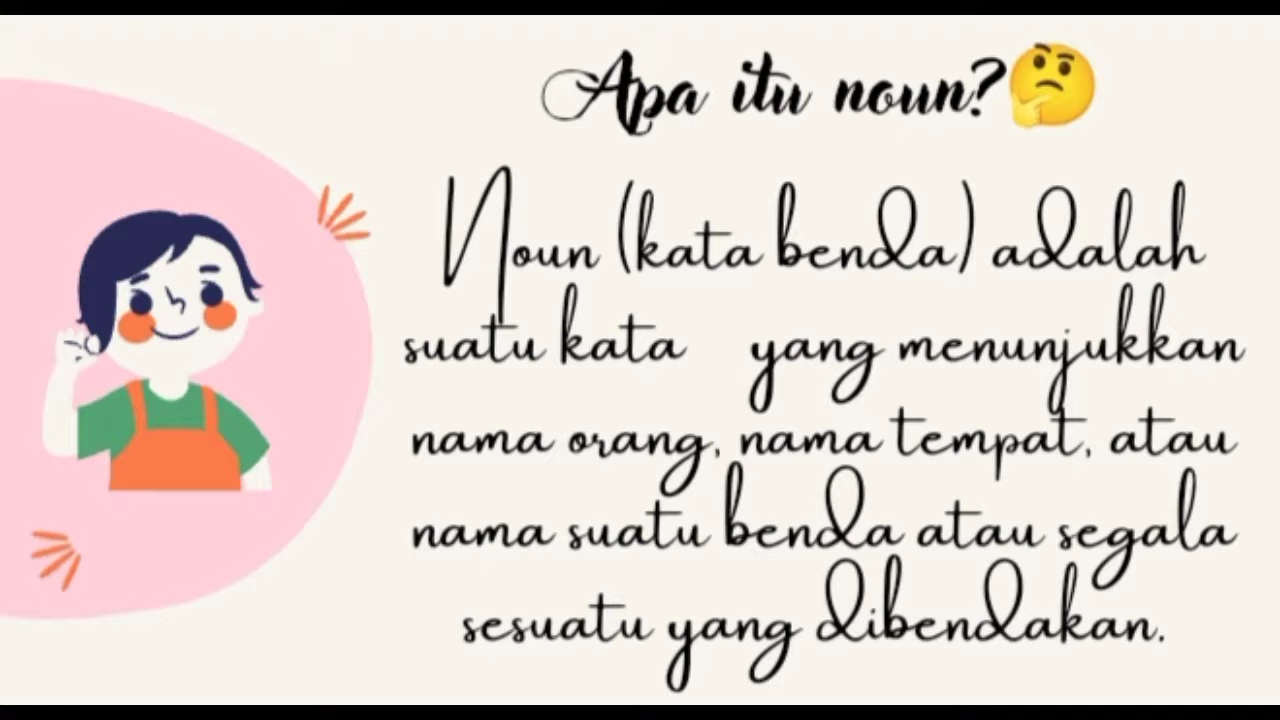 Apa itu noun?🤔
Noun (kata benda) adalah
suatu kata yang menunjukkan
nama orang, nama tempat, atau
nama suatu benda atau segala
sesuatu yang dibendakan.